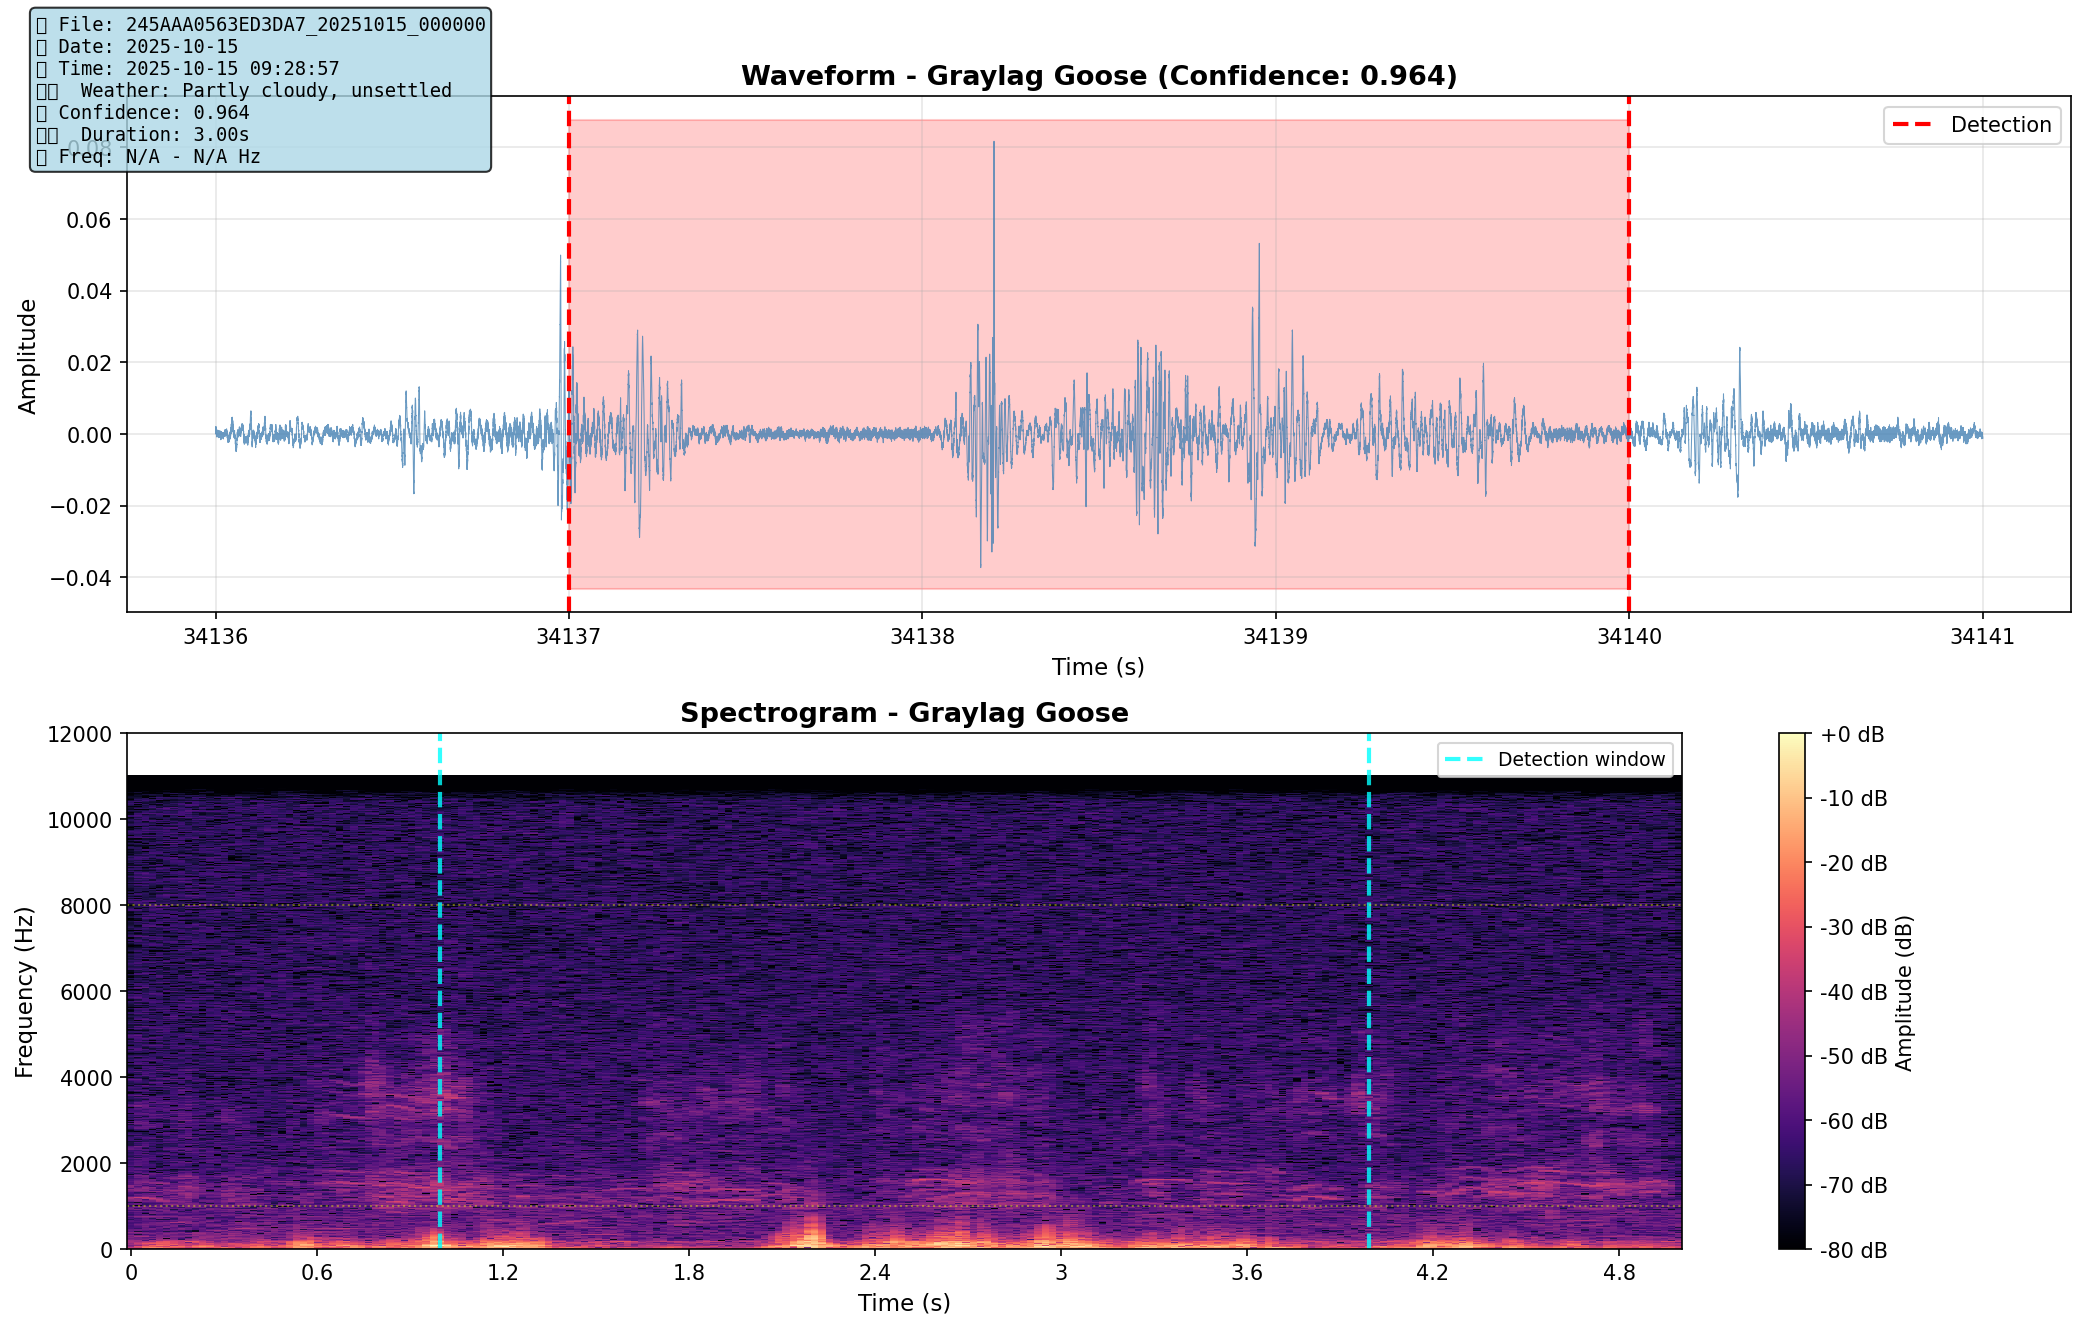 File: 245AAA0563ED3DA7_20251015_000000
Date: 2025-10-15
Time: 2025-10-15 09:28:57
Weather: Partly cloudy, unsettled
Confidence: 0.964
Duration: 3.00s
Freq: N/A - N/A Hz
Waveform - Graylag Goose (Confidence: 0.964)
Detection
Amplitude
0.08
0.06
0.04
0.02
0.00
−0.02
−0.04
34136 34137 34138 34139 34140 34141
Time (s)
Spectrogram - Graylag Goose
Detection window
Frequency (Hz)
12000
10000
8000
6000
4000
2000
0
0 0.6 1.2 1.8 2.4 3 3.6 4.2 4.8
Time (s)
+0 dB
-10 dB
-20 dB
-30 dB
-40 dB
-50 dB
-60 dB
-70 dB
-80 dB
Amplitude (dB)